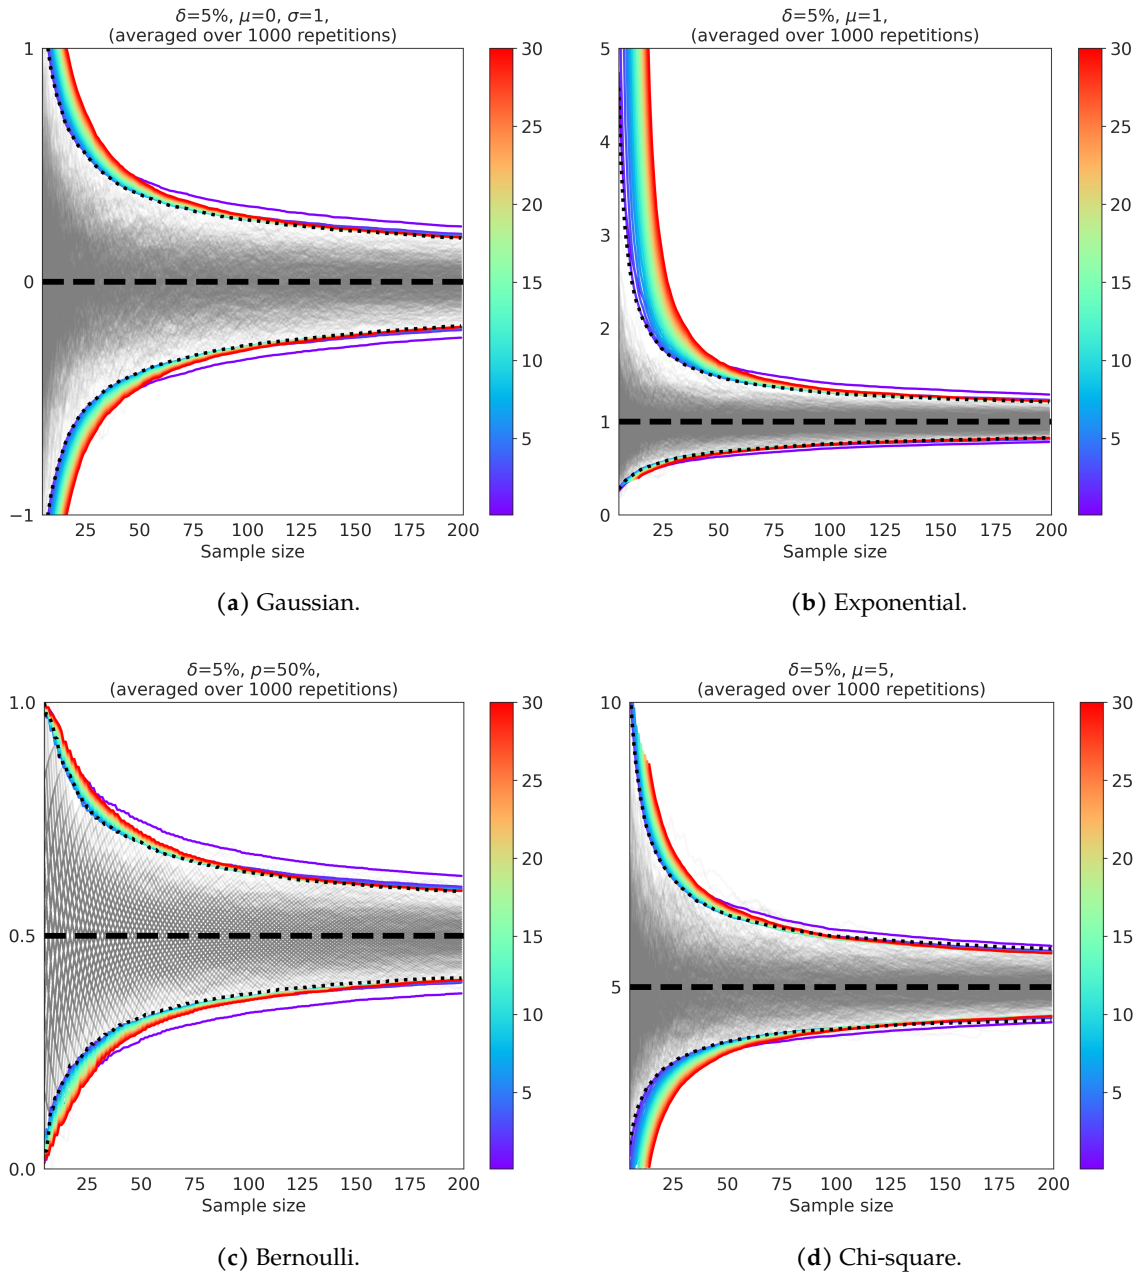 δ=5%, μ=0, σ=1,
(averaged over 1000 repetitions)
1
0
−1
25 50 75 100 125 150 175 200
Sample size
30
25
20
15
10
5
(a) Gaussian.
δ=5%, μ=1,
(averaged over 1000 repetitions)
5
4
3
2
1
0
25 50 75 100 125 150 175 200
Sample size
30
25
20
15
10
5
(b) Exponential.
δ=5%, p=50%,
(averaged over 1000 repetitions)
1.0
0.5
0.0
25 50 75 100 125 150 175 200
Sample size
30
25
20
15
10
5
(c) Bernoulli.
δ=5%, μ=5,
(averaged over 1000 repetitions)
10
5
25 50 75 100 125 150 175 200
Sample size
30
25
20
15
10
5
(d) Chi-square.